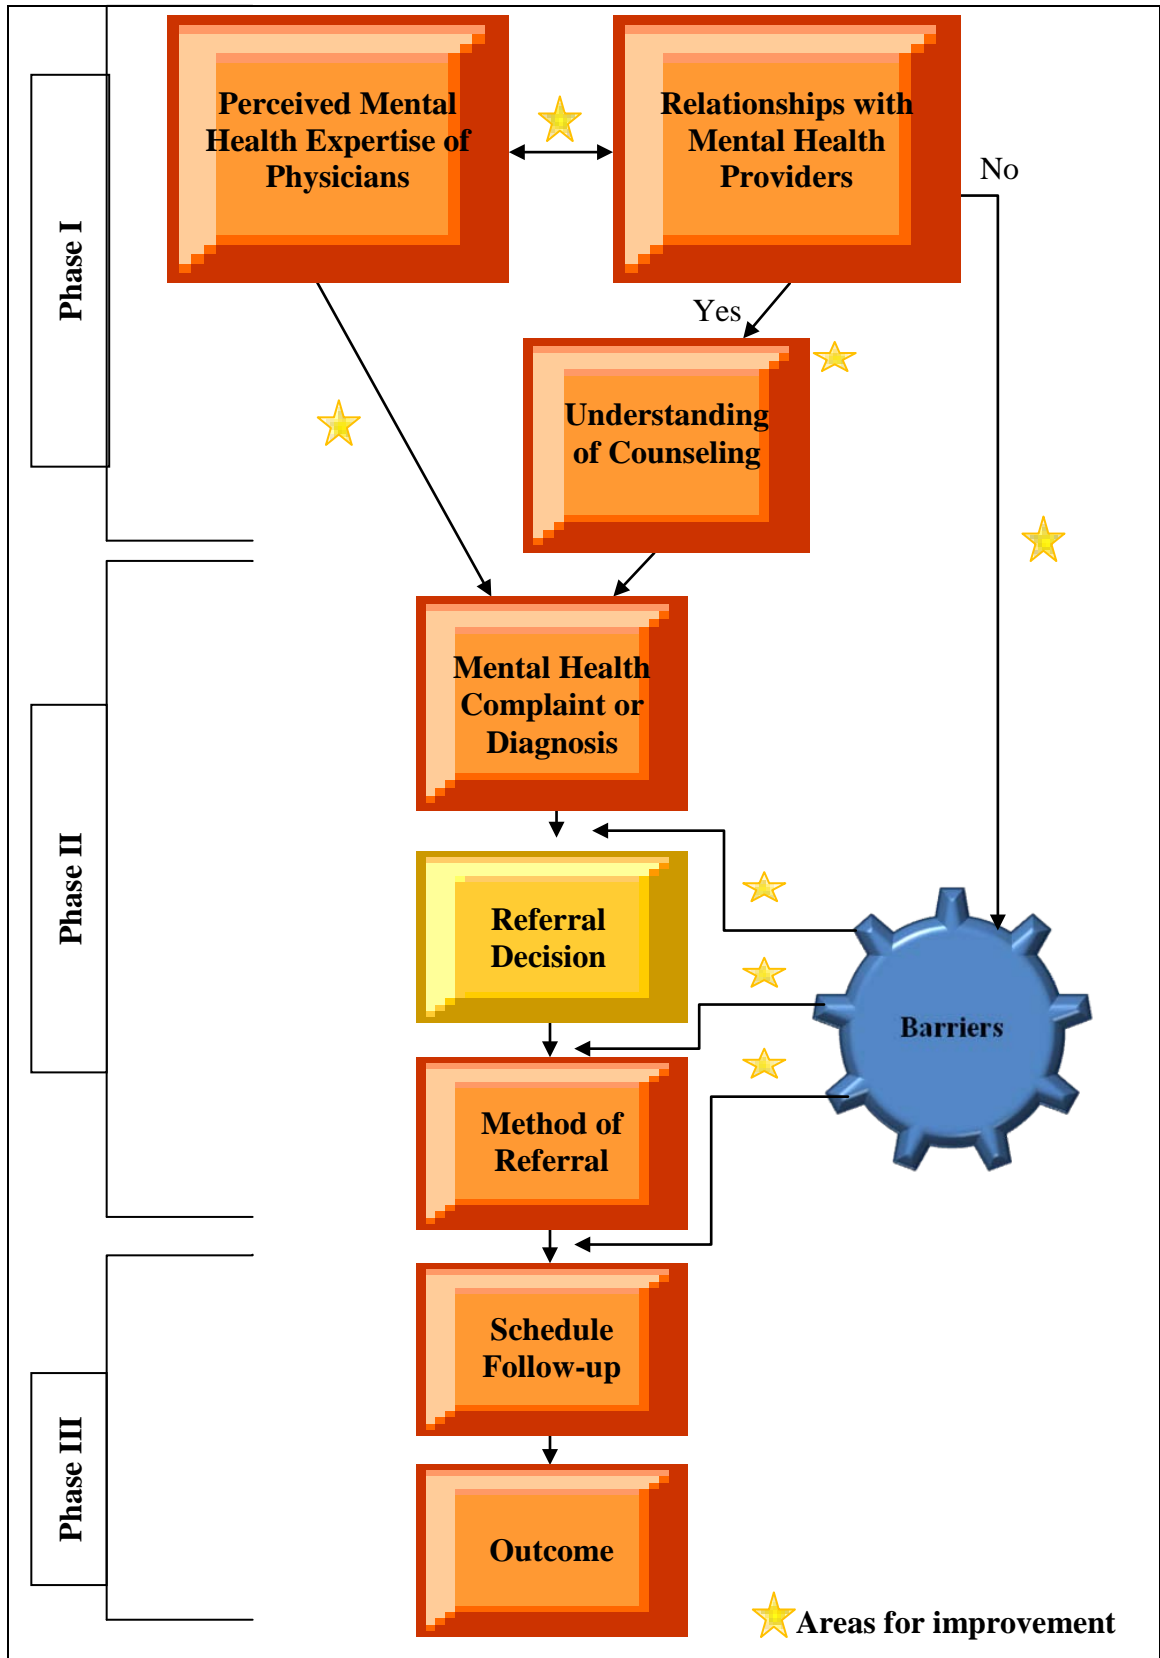 Perceived Mental
Health Expertise of
Physicians
Relationships with
Mental Health
Providers
No
Phase I
Yes
Understanding
of Counseling
Mental Health
Complaint or
Diagnosis
Phase II
Referral
Decision
Barriers
Method of
Referral
Schedule
Follow-up
Phase III
Outcome
Areas for improvement